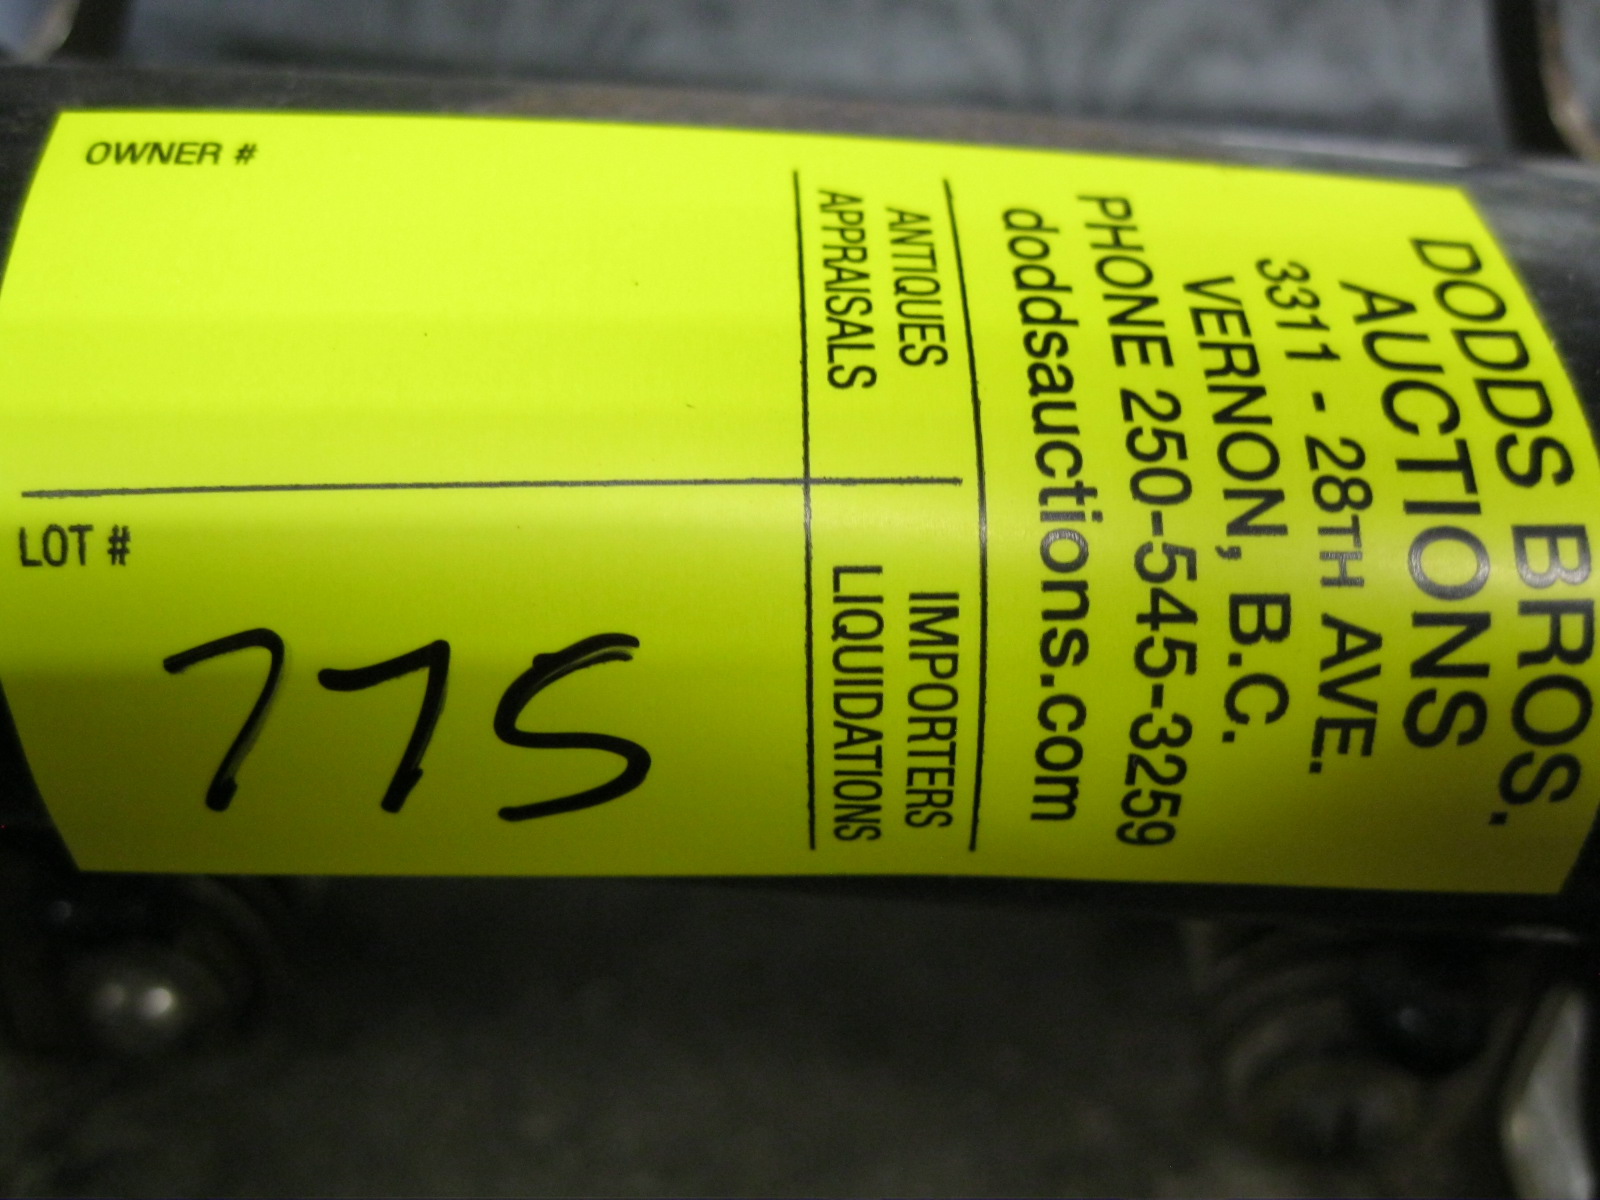 DODDS BROS.
AUCTIONS
3311 - 28TH AVE.
VERNON, B.C.
PHONE 250-545-3259
doddsauctions.com
ANTIQUES IMPORTERS
APPRAISALS LIQUIDATIONS
OWNER #
LOT #
775